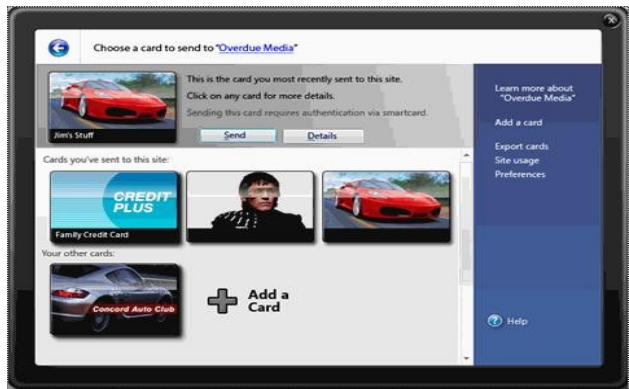 Choose a card to send to "Overdue Media"
This is the card you most recently sent to this site.
Click on any card for more details.
Sending this card requires authentication via smartcard.
Jim's Stuff
Send
Details
Cards you've sent to this site:
CREDIT
PLUS
Family Credit Card
Your other cards:
Concord Auto Club
Add a
Card
Learn more about
"Overdue Media"
Add a card
Export cards
Site usage
Preferences
Help